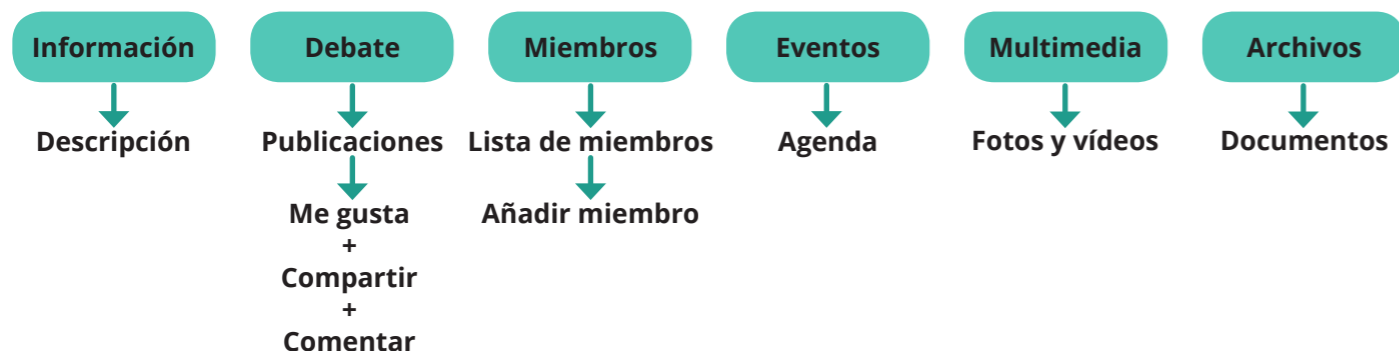 Información
Debate
Miembros
Eventos
Multimedia
Archivos
Descripción
Publicaciones
Lista de miembros
Agenda
Fotos y vídeos
Documentos
Me gusta
Añadir miembro
+
Compartir
+
Comentar